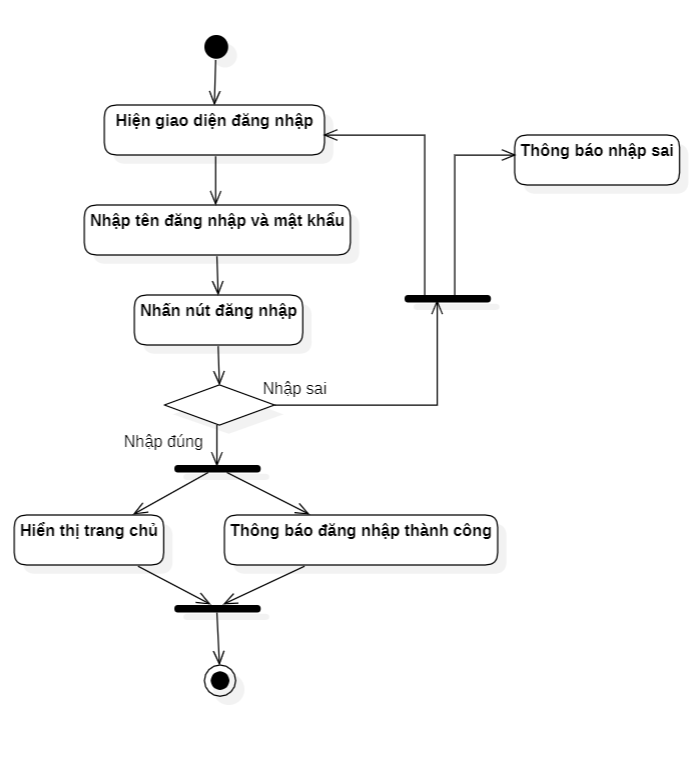 Hiện giao diện đăng nhập
Thông báo nhập sai
Nhập tên đăng nhập và mật khẩu
Nhấn nút đăng nhập
Nhập sai
Nhập đúng
Hiển thị trang chủ
Thông báo đăng nhập thành công